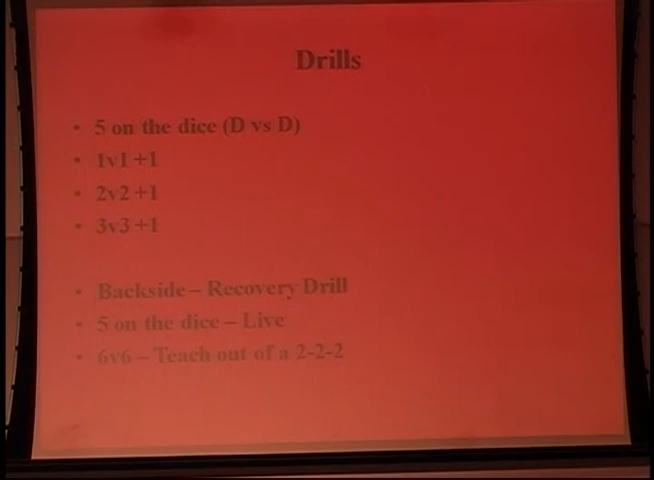 Drills
• 5 on the dice (D vs D)
• 1v1 +1
• 2v2 +1
• 3v3 +1
• Backside – Recovery Drill
• 5 on the dice – Live
• 6v6 – Teach out of a 2-2-2